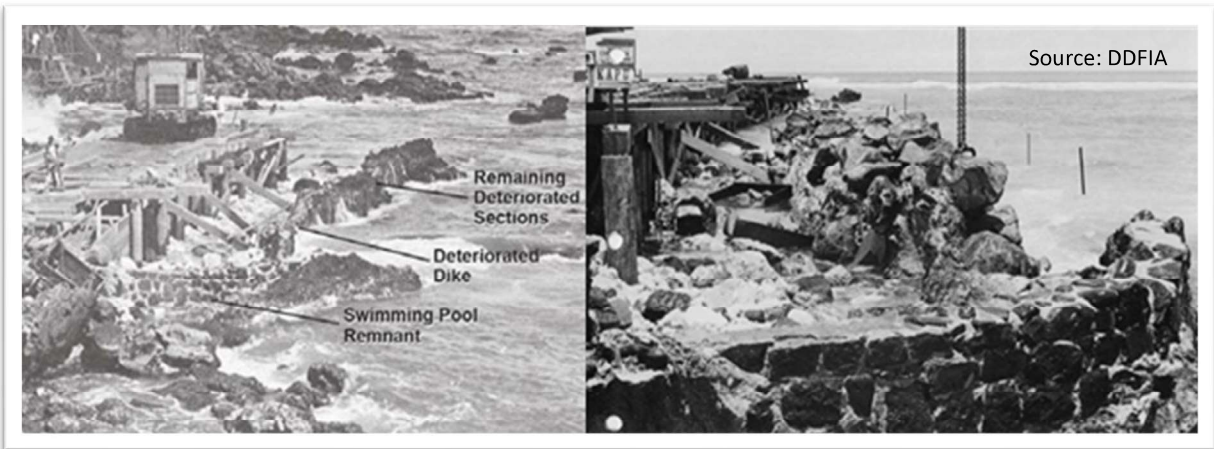 Source: DDFIA
Remaining
Deteriorated
Sections
Deteriorated
Dike
Swimming Pool
Remnant